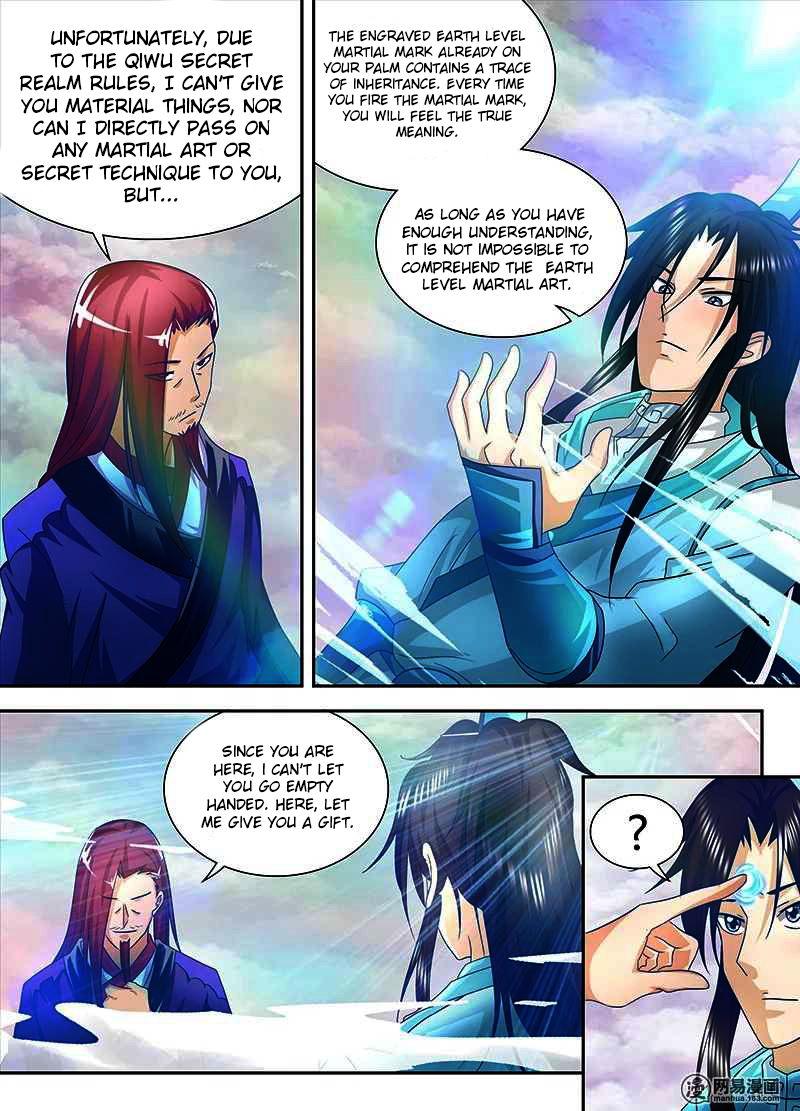 UNFORTUNATELY, DUE
TO THE QIWU SECRET
REALM RULES, I CAN'T GIVE
YOU MATERIAL THINGS, NOR
CAN I DIRECTLY PASS ON
ANY MARTIAL ART OR
SECRET TECHNIQUE TO YOU,
BUT...
THE ENGRAVED EARTH LEVEL
MARTIAL MARK ALREADY ON
YOUR PALM CONTAINS A TRACE
OF INHERITANCE. EVERY TIME
YOU FIRE THE MARTIAL MARK,
YOU WILL FEEL THE TRUE
MEANING.
AS LONG AS YOU HAVE
ENOUGH UNDERSTANDING,
IT IS NOT IMPOSSIBLE TO
COMPREHEND THE EARTH
LEVEL MARTIAL ART.
SINCE YOU ARE
HERE, I CAN'T LET
YOU GO EMPTY
HANDED. HERE, LET
ME GIVE YOU A GIFT.
?
漫 网易漫画
manhua.163.com